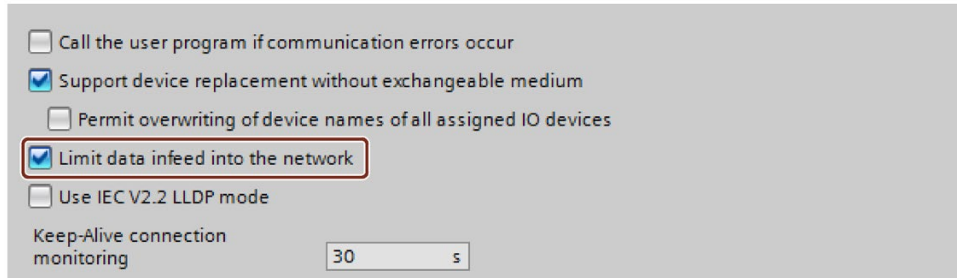 Call the user program if communication errors occur
Support device replacement without exchangeable medium
Permit overwriting of device names of all assigned IO devices
Limit data infeed into the network
Use IEC V2.2 LLDP mode
Keep-Alive connection
monitoring 30 s